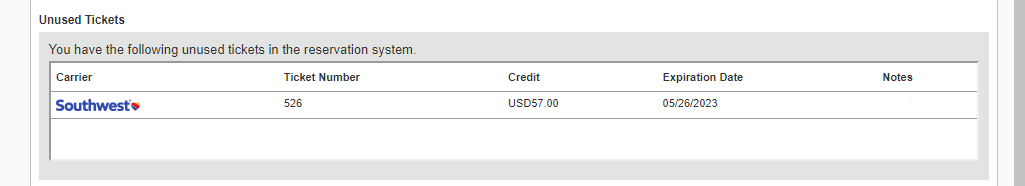 Unused Tickets
You have the following unused tickets in the reservation system.
Carrier Ticket Number Credit Expiration Date Notes
Southwest 526 USD57.00 05/26/2023